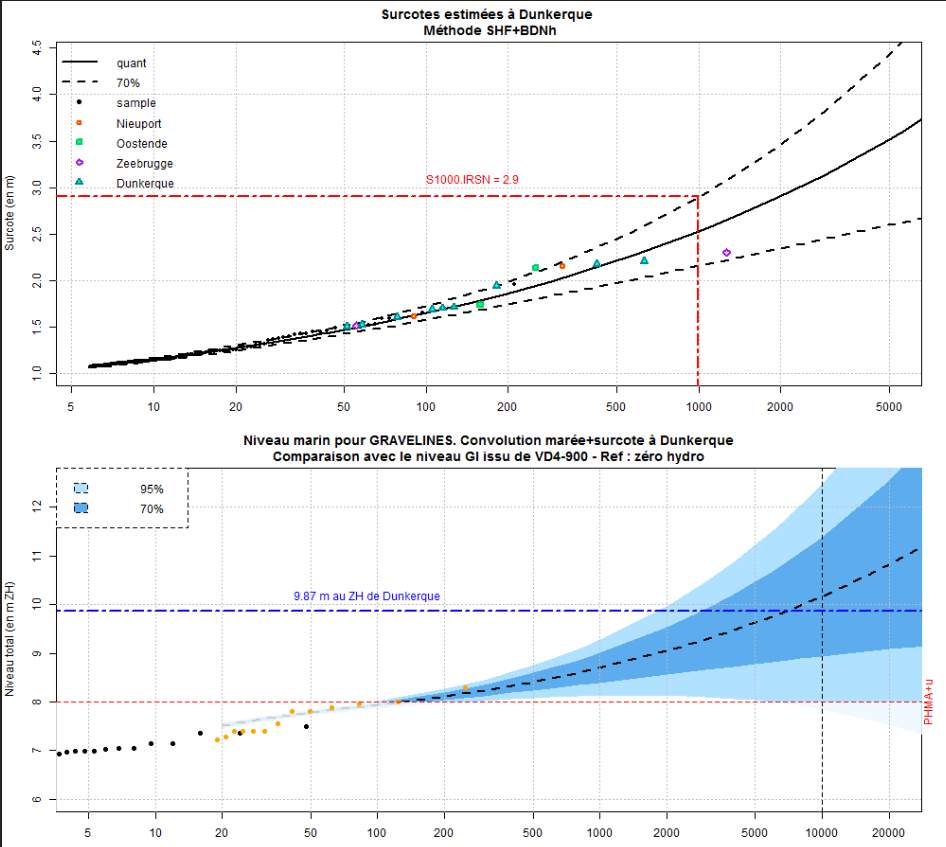 Surcotes estimées à Dunkerque
Méthode SHF+BDNh
Surcote (en m)
4.5
4.0
3.5
3.0
2.5
2.0
1.5
1.0
quant
70%
sample
Nieuport
Oostende
Zeebrugge
Dunkerque
S1000.IRSN = 2.9
5 10 20 50 100 200 500 1000 2000 5000
Niveau marin pour GRAVELINES. Convolution marée+surcote à Dunkerque
Comparaison avec le niveau GI issu de VD4-900 - Ref : zéro hydro
Niveau total (en m ZH)
12
11
10
9
8
7
6
95%
70%
9.87 m au ZH de Dunkerque
PHMA+u
5 10 20 50 100 200 500 1000 2000 5000 10000 20000